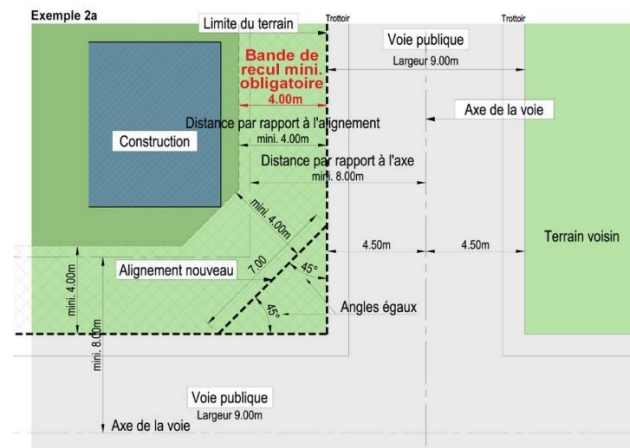 Exemple 2a
Trottoir
Trottoir
Limite du terrain
Voie publique
Largeur 9.00m
Bande de
recul mini.
obligatoire
4.00m
Axe de la voie
Distance par rapport à l'alignement
mini. 4.00m
Construction
Distance par rapport à l'axe
mini. 8.00m
mini. 4.00m
4.50m
4.50m
Terrain voisin
7.00
Alignement nouveau
45°
mini. 4.00m
Angles égaux
45°
mini. 8.00m
Voie publique
Largeur 9.00m
Axe de la voie